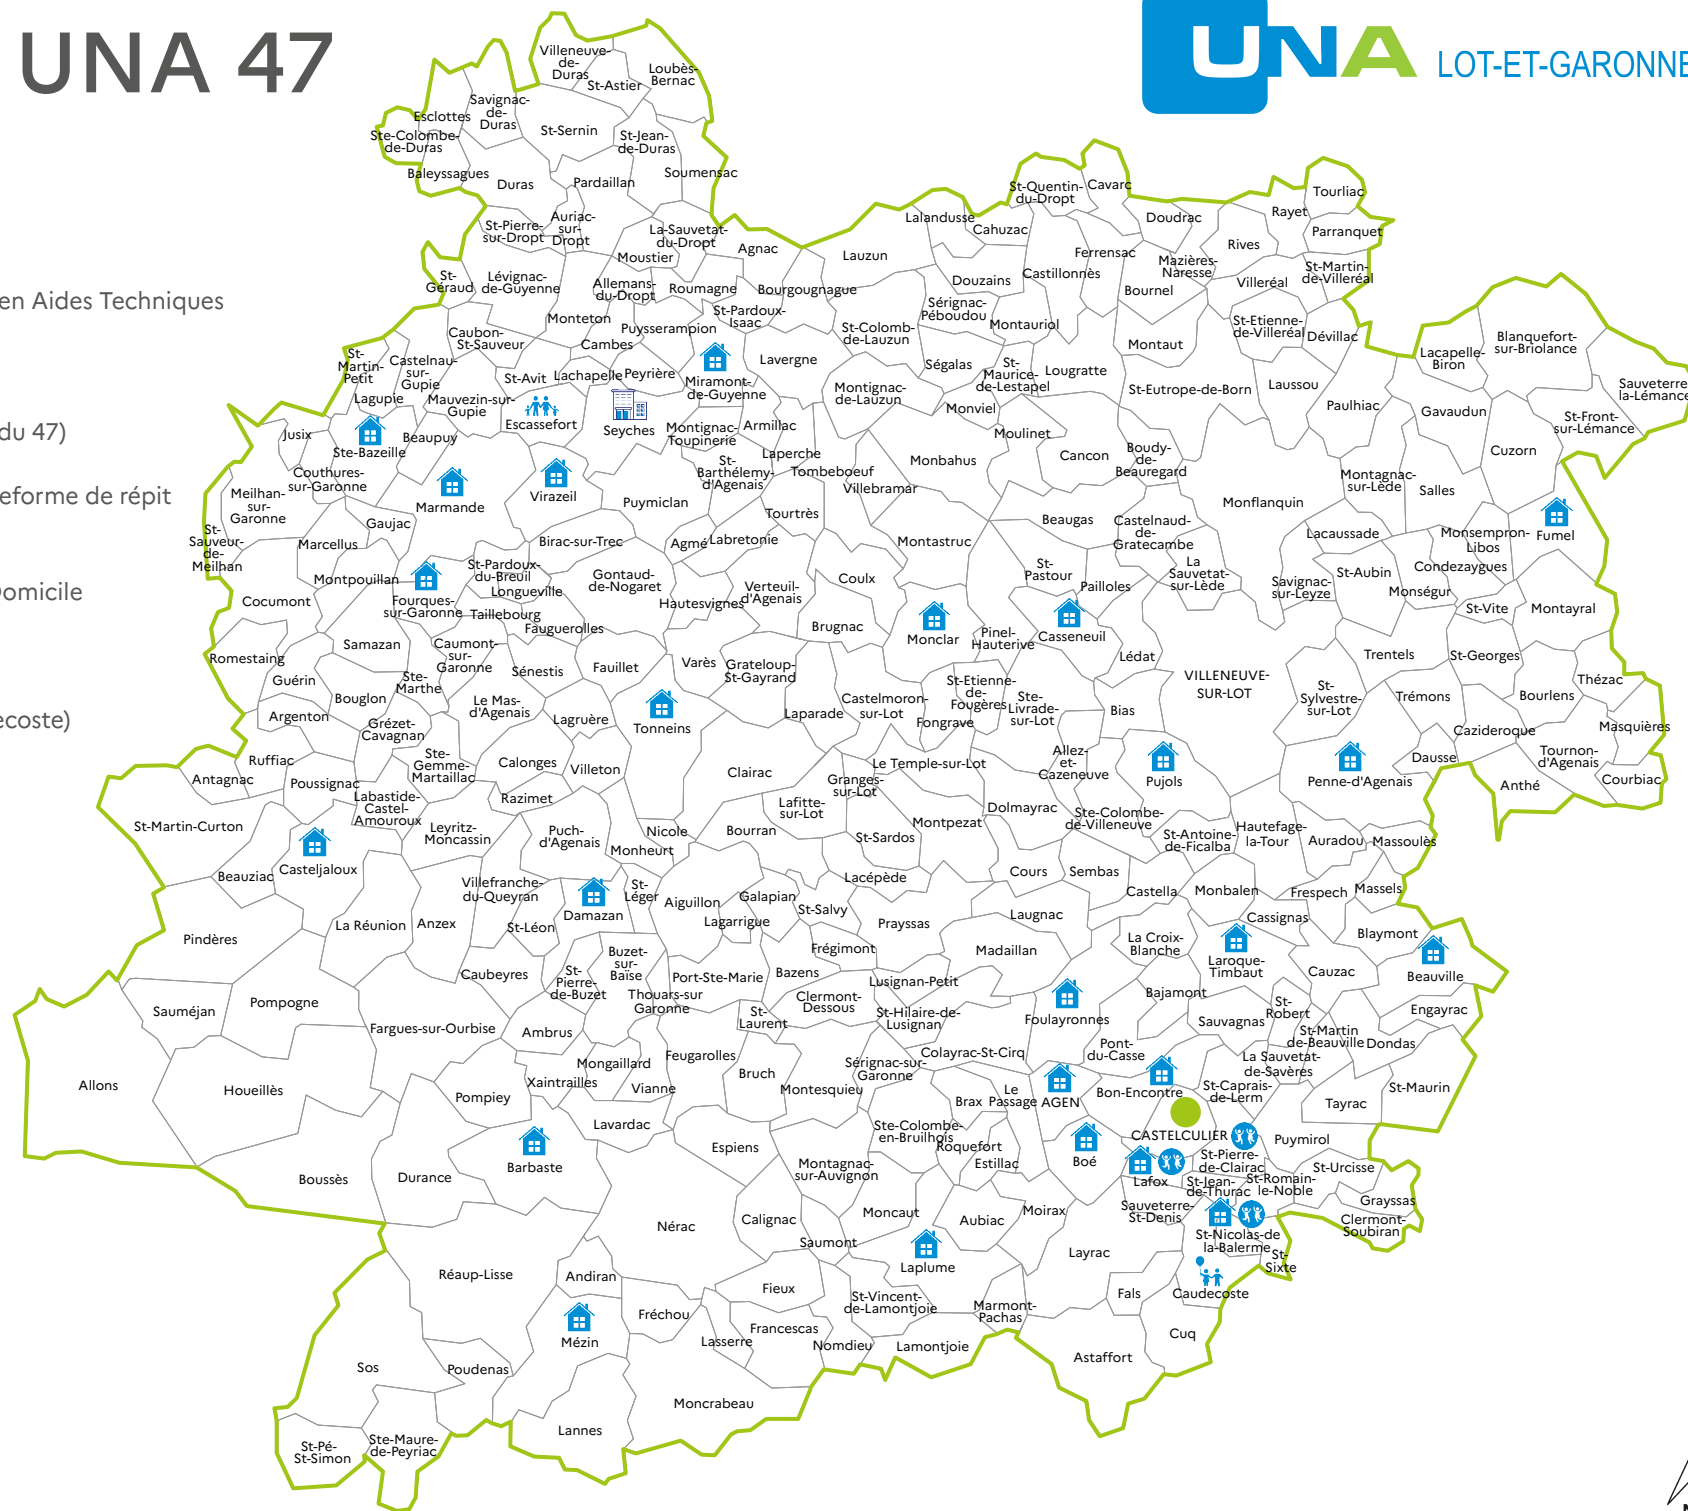 UNA 47
UNA LOT-ET-GARONNE
en Aides Techniques
du 47)
eforme de répit
Domicile
ecoste)
Villeneuve-
de-
Duras
St-Astier
Loubès-
Bernac
Savignac-
de-
Duras
Esclottes
Ste-Colombe-
de-Duras
St-Sernin
St-Jean-
de-Duras
Baleyssagues
Duras
Pardaillan
Soumensac
St-Pierre-
sur-Dropt
Auriac-
sur-
Dropt
La-Sauvetat-
du-Dropt
Moustier
Agnac
Lalandusse
Cahuzac
St-Quentin-
du-Dropt
Cavarc
Doudrac
Rayet
Tourliac
Parranquet
Lauzun
Ferrensac
Rives
Mazières-
Naresse
St-Martin-
de-Villeréal
Villeréal
St-
Géraud
Lévignac-
de-Guyenne
Allemans-
du-Dropt
Roumagne
Bourgougnague
Douzains
Castillonnès
Bournel
Sérignac-
Péboudou
Monteton
St-Pardoux-
Isaac
Puysserampion
Montauriol
St-Etienne-
de-Villeréal
Dévillac
Caubon-
St-Sauveur
Cambes
St-Colomb-
de-Lauzun
Montaut
Blanquefort-
sur-Briolance
Lacapelle-
Biron
St-
Martin-
Petit
Castelnau-
sur-
Gupie
St-Avit
Lachapelle
Peyrière
Lavergne
Ségalas
St-
Maurice-
de-Lestapel
Lougratte
Miramont-
de-Guyenne
Montignac-
de-Lauzun
St-Eutrope-de-Born
Laussou
Sauveterre-
la-Lémance
Lagupie
Mauvezin-sur-
Gupie
Escassefort
Seyches
Monviel
Paulhiac
Gavaudun
St-Front-
sur-Lémance
Jusix
Ste-Bazeille
Beaupuy
Montignac-
Toupinerie
Armillac
Moulinet
Cuzorn
Couthures-
sur-Garonne
Laperche
Tombeboeuf
St-
Barthélemy-
d'Agenais
Monbahus
Cancon
Boudy-
de-
Beauregard
Montagnac-
sur-Lède
Salles
Meilhan-
sur-
Garonne
Marmande
Virazeil
Puymiclan
Villebramar
Monflanquin
Gaujac
Tourtrès
Beaugas
Castelnaud-
de-
Gratecambe
Lacaussade
Monsempron-
Libos
Fumel
St-
Sauveur-
de-
Meilhan
Marcellus
Birac-sur-Trec
Agmé
Labretonie
Montastruc
St-Pardoux-
du-Breuil
Longueville
Gontaud-
de-Nogaret
Coulx
St-
Pastour
Pailloles
La
Sauvetat-
sur-Lède
Savignac-
sur-Leyze
St-Aubin
Condezaygues
Monségur
Montpouillan
Cocumont
Fourques-
sur-Garonne
Taillebourg
Fauguerolles
Hautesvignes
Verteuil-
d'Agenais
Brugnac
Monclar
Pinel-
Hauterive
Casseneuil
St-Vite
Montayral
Samazan
Romestaing
Caumont-
sur-
Garonne
Sénestis
Fauillet
Varès
Grateloup-
St-Gayrand
Lédat
Trentels
St-Georges
Guérin
Ste-
Marthe
Bouglon
Le Mas-
d'Agenais
Castelmoron-
sur-Lot
St-Etienne-
de-
Fougères
Ste-
Livrade-
sur-Lot
VILLENEUVE-
SUR-LOT
St-
Sylvestre-
sur-Lot
Trémons
Thézac
Bourlens
Argenton
Grézet-
Cavagnan
Lagruère
Tonneins
Laparade
Fongrave
Bias
Cazideroque
Masquières
Ruffiac
Ste-
Gemme-
Martaillac
Calonges
Villeton
Clairac
Granges-
sur-Lot
Le Temple-sur-Lot
Allez-
et-
Cazeneuve
Pujols
Penne-d'Agenais
Dausse
Tournon-
d'Agenais
Courbiac
Anthé
Antagnac
Poussignac
Labastide-
Castel-
Amouroux
Razimet
Lafitte-
sur-Lot
Dolmayrac
St-Martin-Curton
Leyritz-
Moncassin
Puch-
d'Agenais
Nicole
Monheurt
Bourran
St-Sardos
Montpezat
Ste-Colombe-
de-Villeneuve
St-Antoine-
de-Ficalba
Hautefage-
la-Tour
Auradou
Massoulès
Casteljaloux
Beauziac
Villefranche-
du-Queyran
Damazan
St-
Léger
Aiguillon
Galapian
Lacépède
Cours
Sembas
Castella
Monbalen
Frespech
Massels
La Réunion
Anzex
St-Léon
Lagarrigue
St-Salvy
Prayssas
Laugnac
Cassignas
Pindères
Frégimont
Madaillan
La Croix-
Blanche
Laroque-
Timbaut
Blaymont
Cauzac
Beauville
Caubeyres
St-
Pierre-
de-Buzet
Buzet-
sur-
Baïse
Port-Ste-Marie
Bazens
Lusignan-Petit
Thouars-sur
Garonne
Clermont-
Dessous
Bajamont
Pompogne
Sauméjan
Fargues-sur-Ourbise
Ambrus
St-
Laurent
St-Hilaire-de-
Lusignan
Foulayronnes
Sauvagnas
St-
Robert
Engayrac
St-Martin
de-Beauville
Dondas
Mongaillard
Feugarolles
Sérignac-sur-
Garonne
Colayrac-St-Cirq
Pont-
du-Casse
La Sauvetat-
de-Savères
Allons
Houeillès
Xaintrailles
Vianne
Bruch
Montesquieu
Brax
Le
Passage
AGEN
Bon-Encontre
St-Caprais-
de-Lerm
Tayrac
St-Maurin
Pompiey
Lavardac
Ste-Colombe-
en-Bruilhois
Roquefort
Estillac
CASTELCULIER
Puymirol
Barbaste
Espiens
Boé
St-Pierre-
de-Clairac
St-Urcisse
Boussès
Durance
Montagnac-
sur-Auvignon
Lafox
St-Jean-
de-Thurac
St-Romain-
le-Noble
Grayssas
Sauveterre-
St-Denis
Clermont-
Soubiran
Nérac
Calignac
Moncaut
Aubiac
Moirax
Saumont
Layrac
St-Nicolas-de
la-Balerme
St-
Sixte
Laplume
Réaup-Lisse
Andiran
Fieux
St-Vincent-
de-Lamontjoie
Marmont-
Pachas
Fals
Caudecoste
Mézin
Fréchou
Francescas
Lasserre
Nomdieu
Lamontjoie
Cuq
Astaffort
Sos
Poudenas
Moncrabeau
Lannes
St-Pé-
St-Simon
Ste-Maure-
de-Peyriac